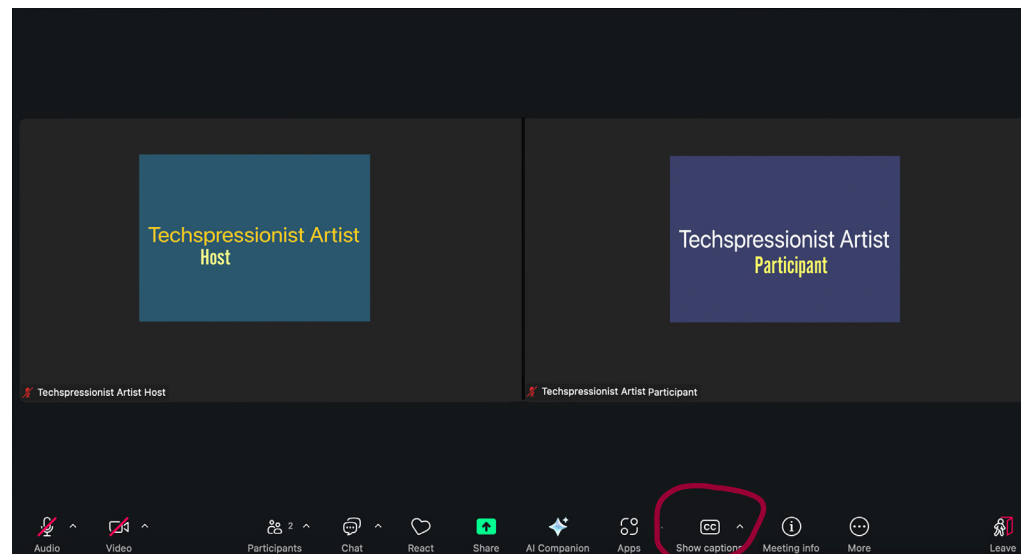 Techspressionist Artist
Host
Techspressionist Artist
Participant
Techspressionist Artist Host
Techspressionist Artist Participant
2
CC
Audio
Video
Participants
Chat
React
Share
AI Companion
Apps
Show captions
Meeting info
More
Leave